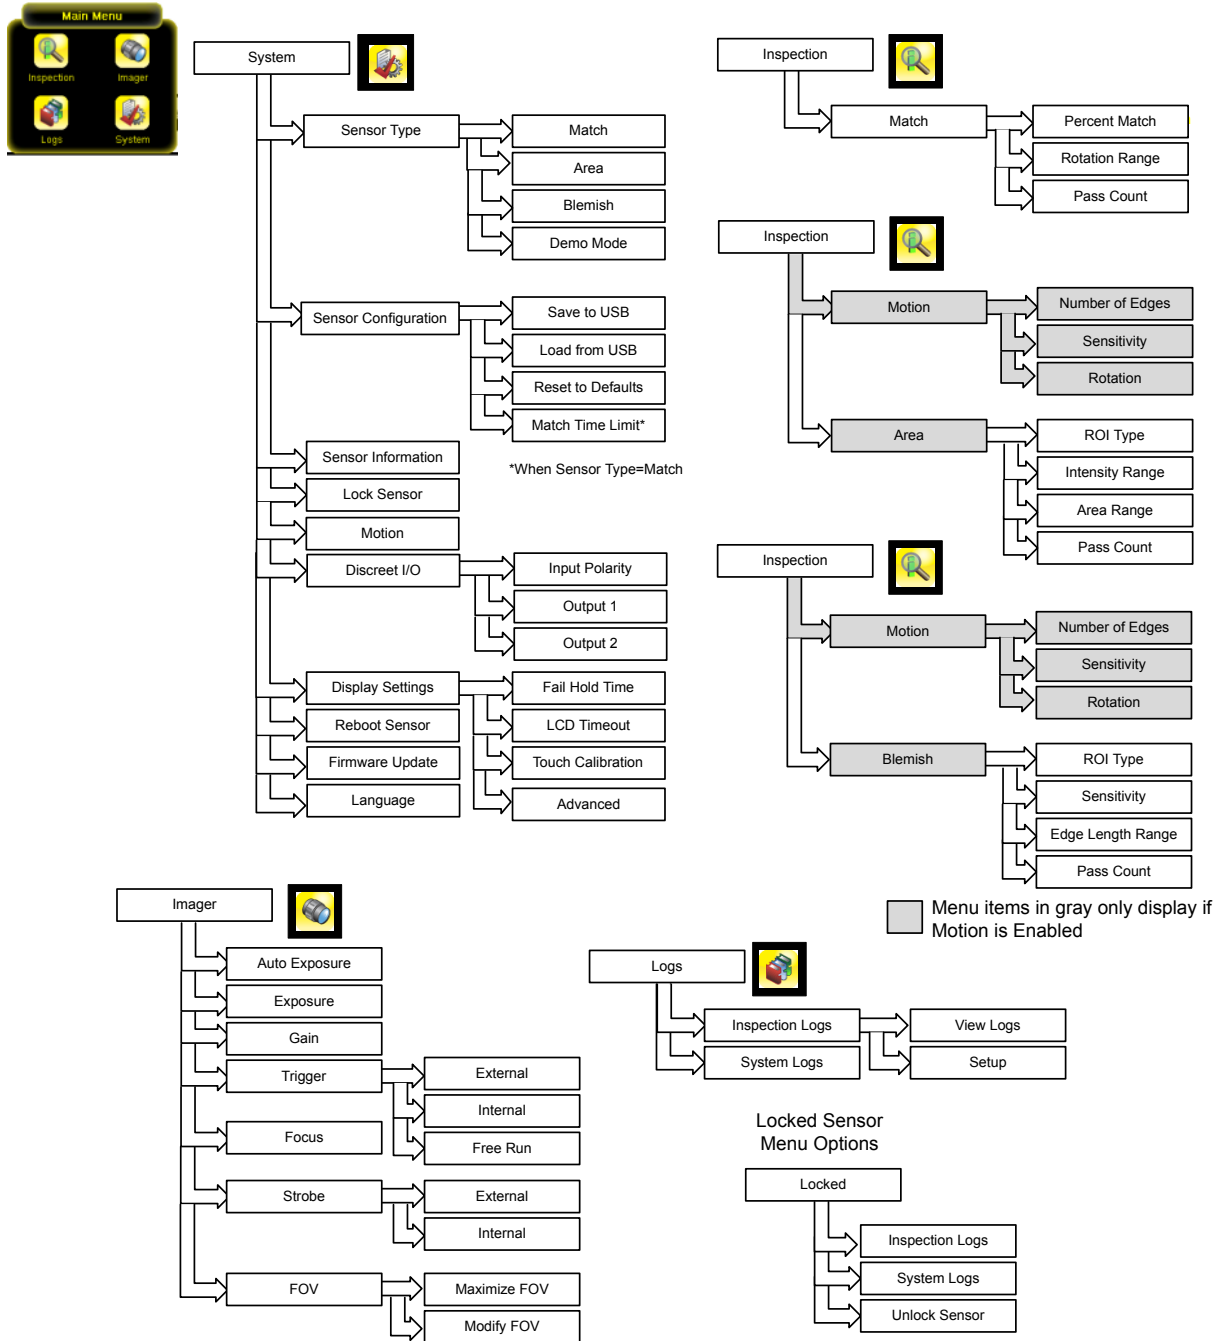 Main Menu
Inspection
Imager
Logs
System
System
Sensor Type
Match
Area
Blemish
Demo Mode
Sensor Configuration
Save to USB
Load from USB
Reset to Defaults
Match Time Limit*
*When Sensor Type=Match
Sensor Information
Lock Sensor
Motion
Discreet I/O
Input Polarity
Output 1
Output 2
Display Settings
Fail Hold Time
LCD Timeout
Touch Calibration
Advanced
Reboot Sensor
Firmware Update
Language
Inspection
Match
Percent Match
Rotation Range
Pass Count
Inspection
Motion
Number of Edges
Sensitivity
Rotation
Area
ROI Type
Intensity Range
Area Range
Pass Count
Inspection
Motion
Number of Edges
Sensitivity
Rotation
Blemish
ROI Type
Sensitivity
Edge Length Range
Pass Count
Menu items in gray only display if
Motion is Enabled
Imager
Auto Exposure
Exposure
Gain
Trigger
External
Internal
Free Run
Focus
Strobe
External
Internal
FOV
Maximize FOV
Modify FOV
Logs
Inspection Logs
View Logs
Setup
System Logs
Locked Sensor
Menu Options
Locked
Inspection Logs
System Logs
Unlock Sensor